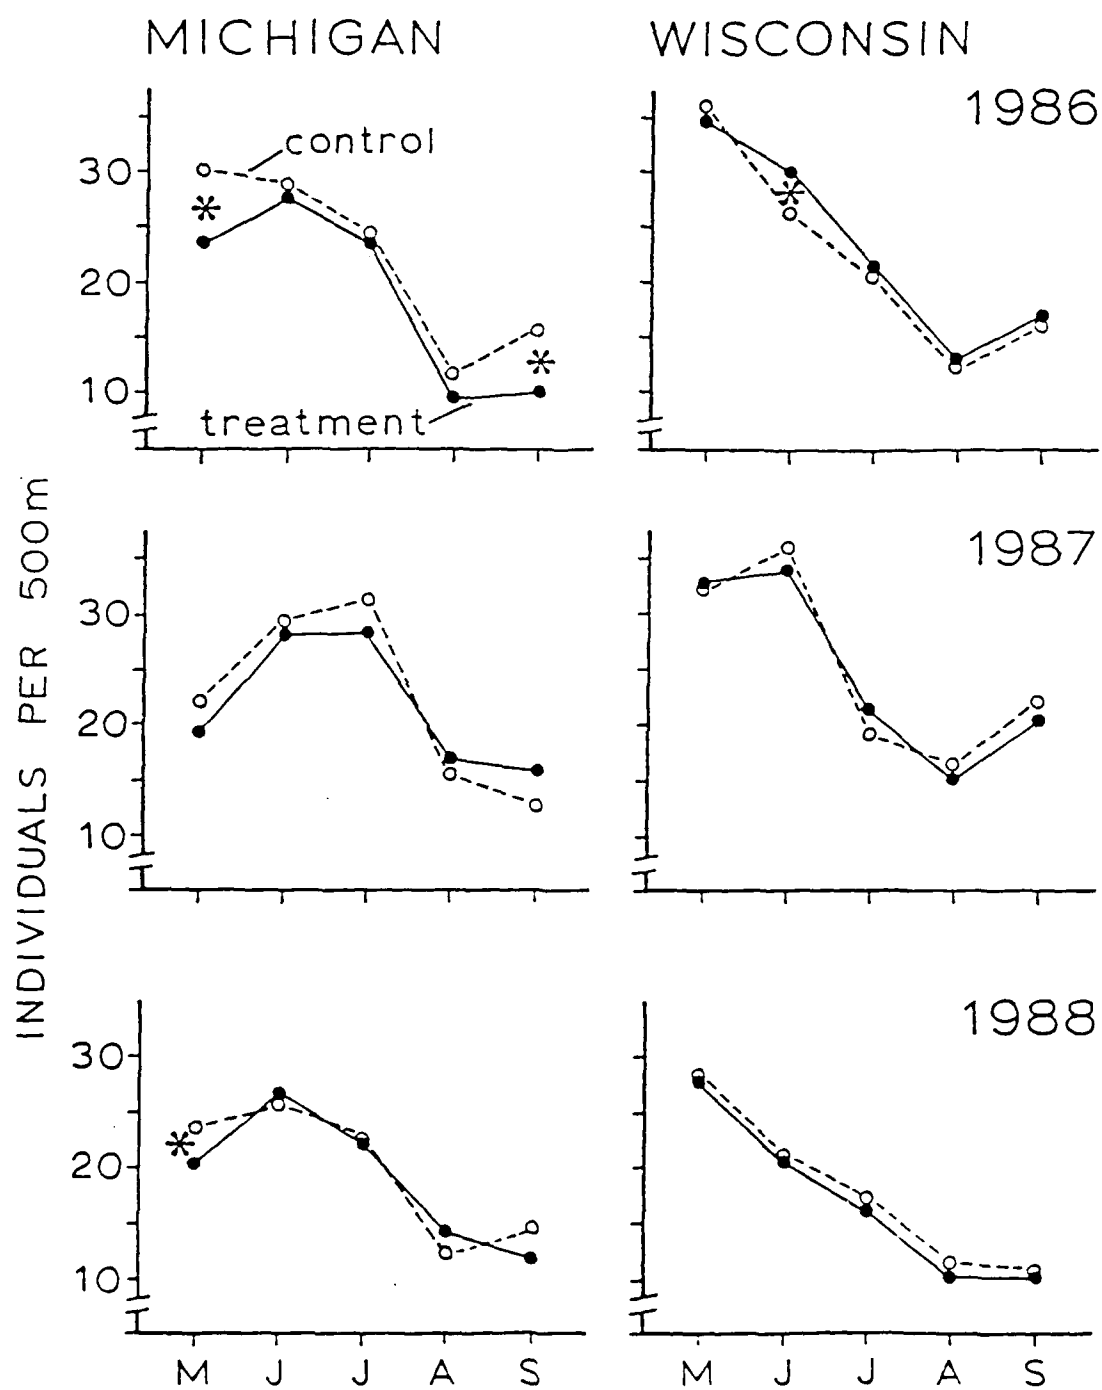 MICHIGAN
WISCONSIN
1986
control
30
*
*
20
*
10
treatment
INDIVIDUALS PER 500m
1987
30
20
10
1988
30
*
20
10
M J J A S
M J J A S